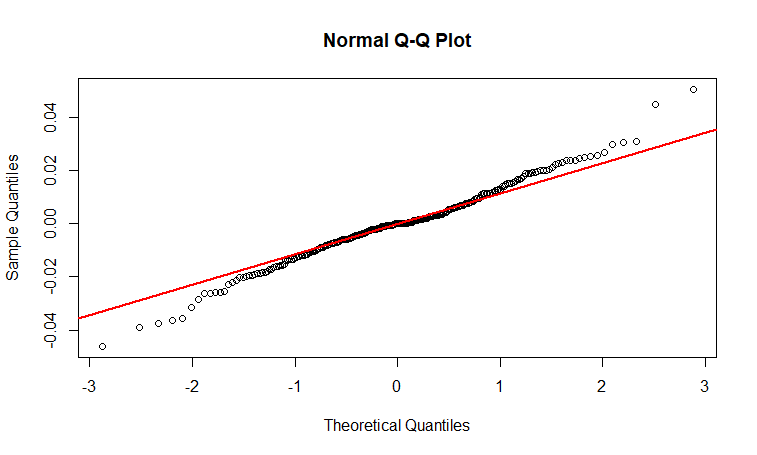 Normal Q-Q Plot
Sample Quantiles
0.04
0.02
0.00
-0.02
-0.04
-3 -2 -1 0 1 2 3
Theoretical Quantiles